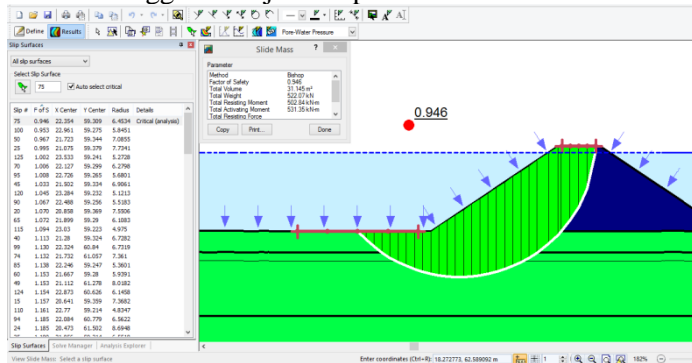 Define
Results
Slip Surfaces
All slip surfaces
Select Slip Surface
75
Auto select critical
Slip # F of S X Center Y Center Radius Details
75 0.946 22.354 59.309 6.4034 Critical (analysis)
100 0.953 22.961 59.275 5.8451
50 0.967 21.723 59.344 7.0855
25 0.995 21.075 59.379 7.7341
125 1.002 23.533 59.241 5.2728
70 1.006 22.127 59.299 6.2798
95 1.008 22.726 59.265 5.6801
45 1.033 21.502 59.334 6.9061
120 1.045 23.284 59.232 5.1213
90 1.067 22.488 59.256 5.5183
20 1.070 20.858 59.369 7.5506
65 1.072 21.899 59.29 6.1083
115 1.094 23.03 59.223 4.975
40 1.113 21.28 59.324 6.7282
99 1.130 22.324 60.84 6.7319
74 1.132 21.732 61.057 7.361
85 1.138 22.246 59.247 5.3601
60 1.153 21.667 59.28 5.9391
49 1.153 21.112 61.278 8.0182
124 1.154 22.873 60.626 6.1458
15 1.157 20.641 59.359 7.3682
110 1.161 22.77 59.214 4.8347
95 1.185 22.084 60.779 6.5622
24 1.185 20.473 61.502 8.6948
Slip Surfaces Solve Manager Analysis Explorer
View Slide Mass: Select a slip surface
Pore-Water Pressure
Slide Mass
Parameter
Method Bishop
Factor of Safety 0.946
Total Volume 31.145 m³
Total Weight 522.07 kN
Total Resisting Moment 502.84 kN·m
Total Activating Moment 531.35 kN·m
Total Resisting Force
Copy Print... Done
0.946
Enter coordinates (Ctrl+R): 18.272773, 62.589092 m
1
182%